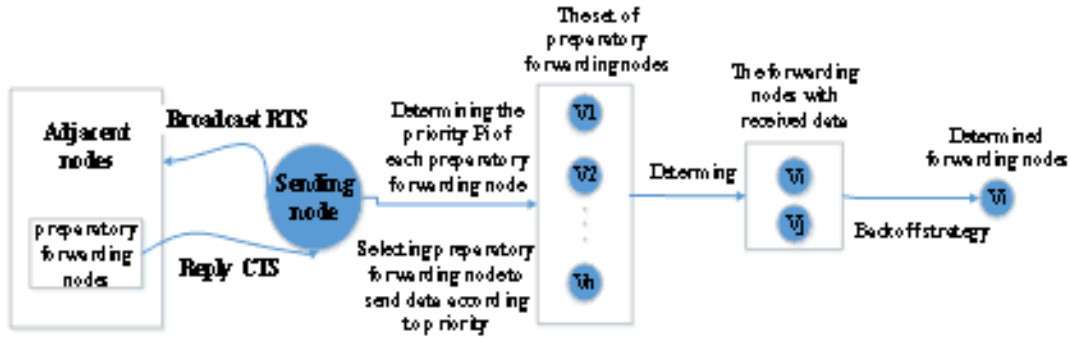 Adjacent
nodes
preparatory
forwarding
nodes
Broadcast RTS
Sending
node
Reply CTS
Determining the
priority Pi of
each preparatory
forwarding node
Selecting preparatory
forwarding node to
send data according
to priority
The set of
preparatory
forwarding nodes
V1
V2
Vn
Determining
The forwarding
nodes with
received data
Vi
Vj
Backoff strategy
Determined
forwarding nodes
Vi